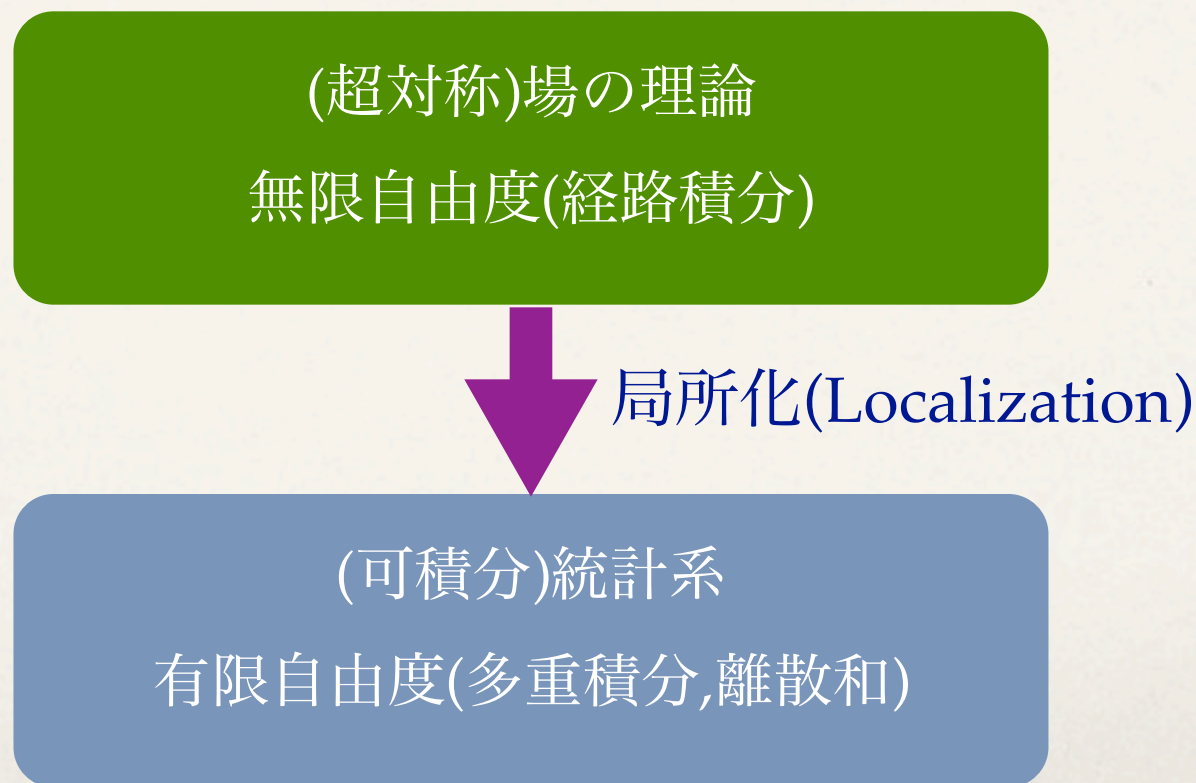 (超対称)場の理論
無限自由度(経路積分)
局所化(Localization)
(可積分)統計系
有限自由度(多重積分,離散和)